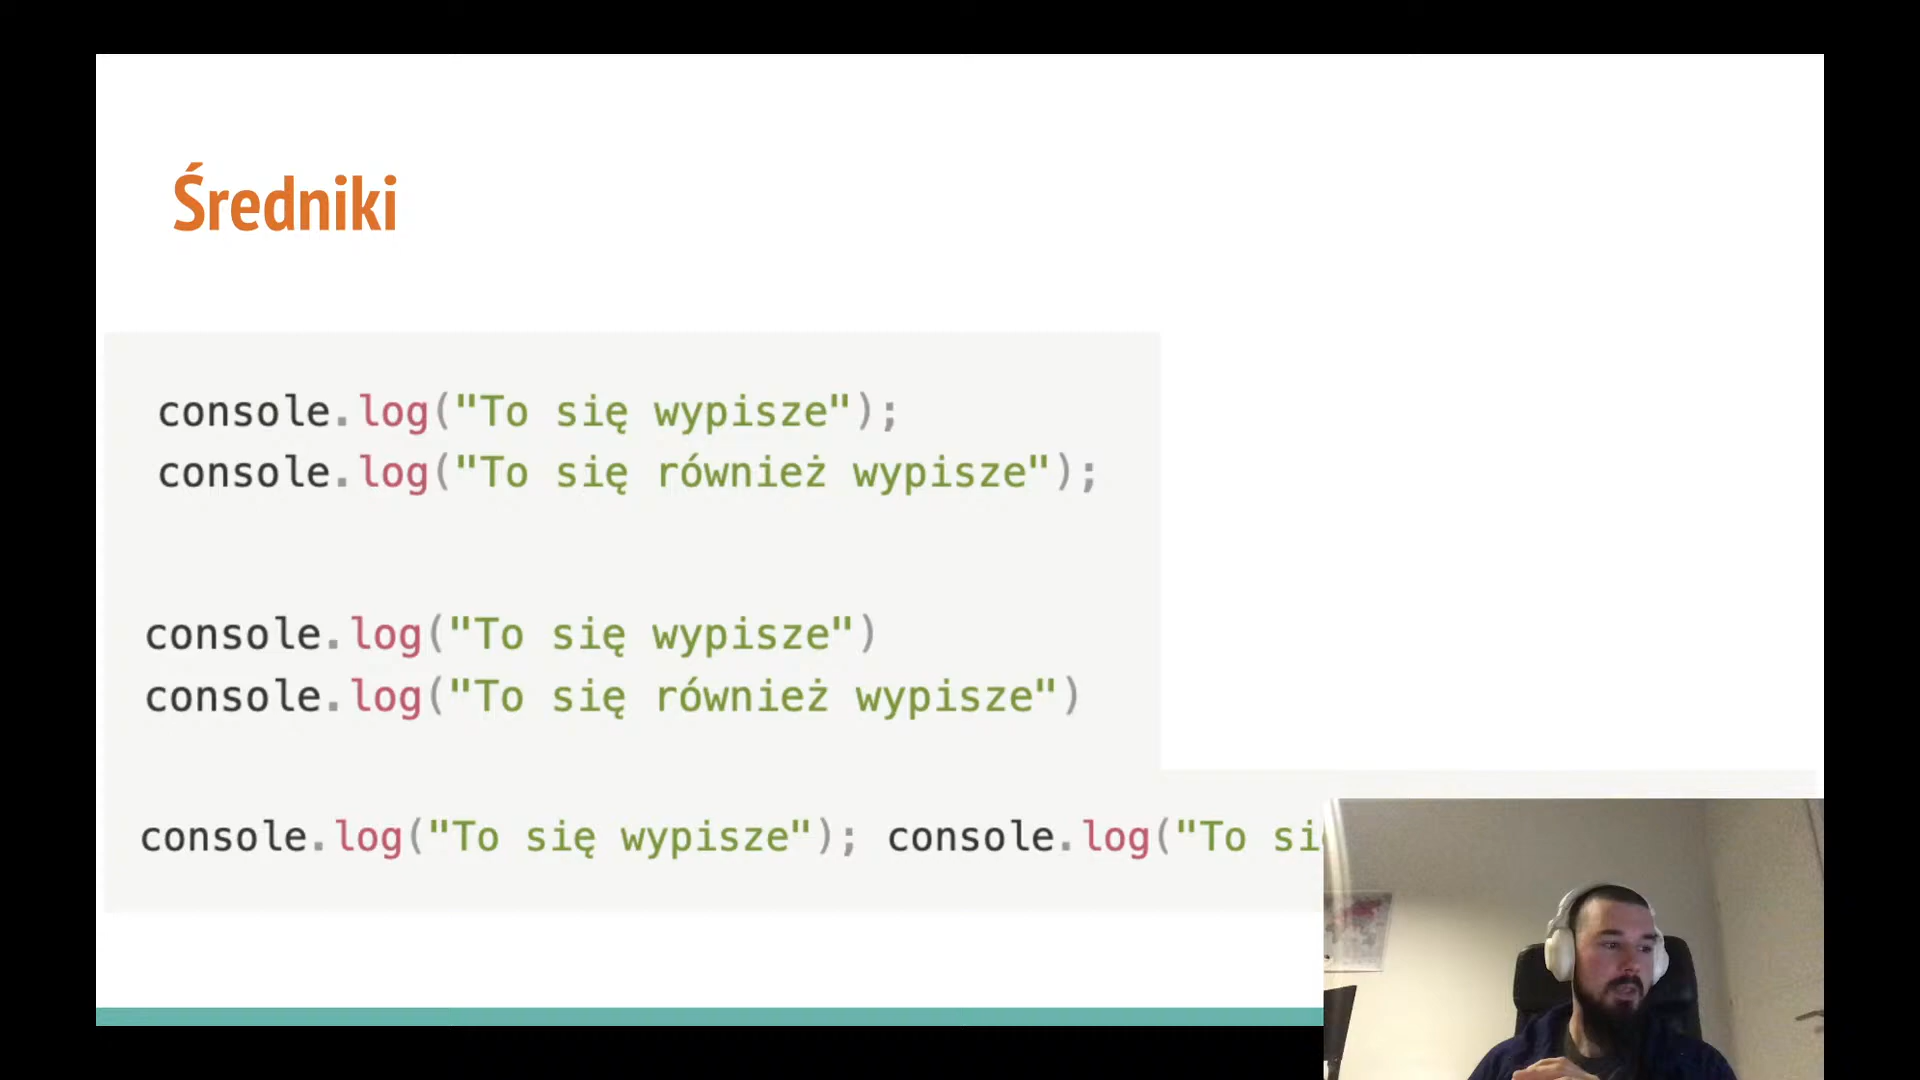 Średniki
console.log("To się wypisze");
console.log("To się również wypisze");
console.log("To się wypisze")
console.log("To się również wypisze")
console.log("To się wypisze"); console.log("To